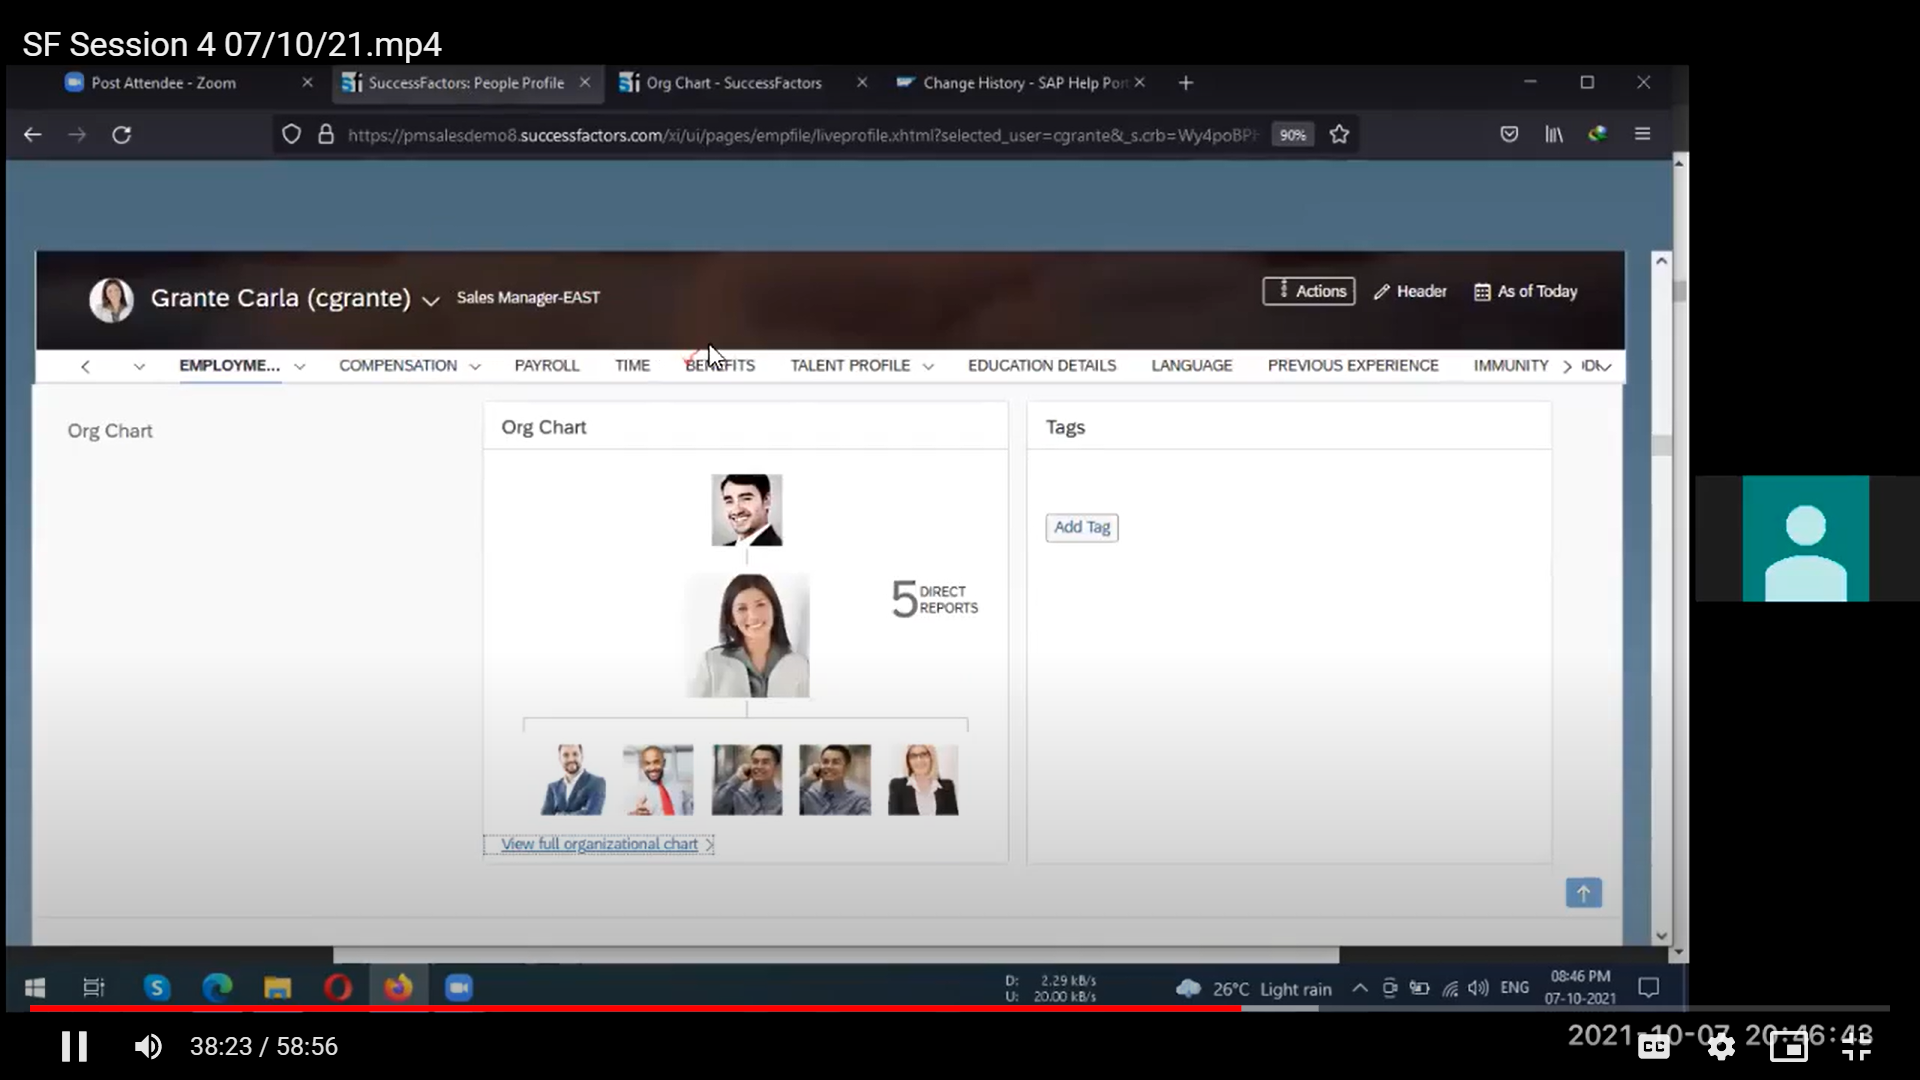 SF Session 4 07/10/21.mp4
Post Attendee - Zoom
SuccessFactors: People Profile
Org Chart - SuccessFactors
Change History - SAP Help Port
https://pmsalesdemo8.successfactors.com/xi/ui/pages/empfile/liveprofile.xhtml?selected_user=cgrante&_s.crb=Wy4poBPH
90%
Grante Carla (cgrante)
Sales Manager-EAST
Actions
Header
As of Today
EMPLOYME...
COMPENSATION
PAYROLL
TIME
BENEFITS
TALENT PROFILE
EDUCATION DETAILS
LANGUAGE
PREVIOUS EXPERIENCE
IMMUNITY
Org Chart
Org Chart
Tags
Add Tag
5 DIRECT
REPORTS
View full organizational chart
D: 2.29 kB/s
U: 20.00 kB/s
26°C Light rain
ENG
08:46 PM
07-10-2021
38:23 / 58:56
2021-10-07 20:46:43
CC